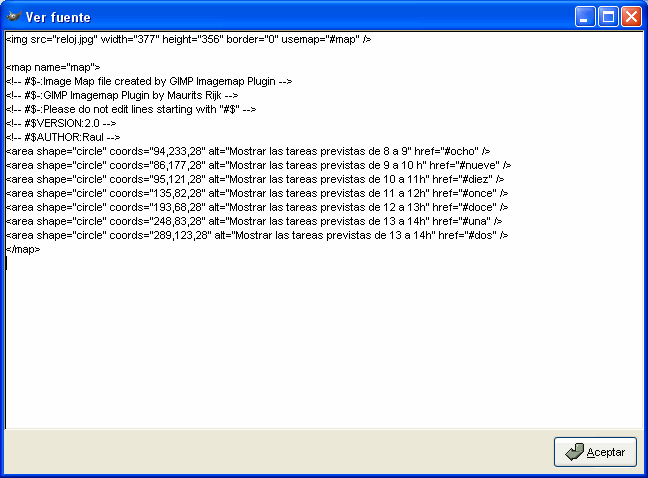 Ver fuente
<img src="reloj.jpg" width="377" height="356" border="0" usemap="#map" />
<map name="map">
<!-- #$-:Image Map file created by GIMP Imagemap Plugin -->
<!-- #$-:GIMP Imagemap Plugin by Maurits Rijk -->
<!-- #$-:Please do not edit lines starting with "#$" -->
<!-- #$VERSION:2.0 -->
<!-- #$AUTHOR:Raul -->
<area shape="circle" coords="94,233,28" alt="Mostrar las tareas previstas de 8 a 9" href="#ocho" />
<area shape="circle" coords="86,177,28" alt="Mostrar las tareas previstas de 9 a 10 h" href="#nueve" />
<area shape="circle" coords="95,121,28" alt="Mostrar las tareas previstas de 10 a 11h" href="#diez" />
<area shape="circle" coords="135,82,28" alt="Mostrar las tareas previstas de 11 a 12h" href="#once" />
<area shape="circle" coords="193,68,28" alt="Mostrar las tareas previstas de 12 a 13h" href="#doce" />
<area shape="circle" coords="248,83,28" alt="Mostrar las tareas previstas de 13 a 14h" href="#una" />
<area shape="circle" coords="289,123,28" alt="Mostrar las tareas previstas de 13 a 14h" href="#dos" />
</map>
Aceptar